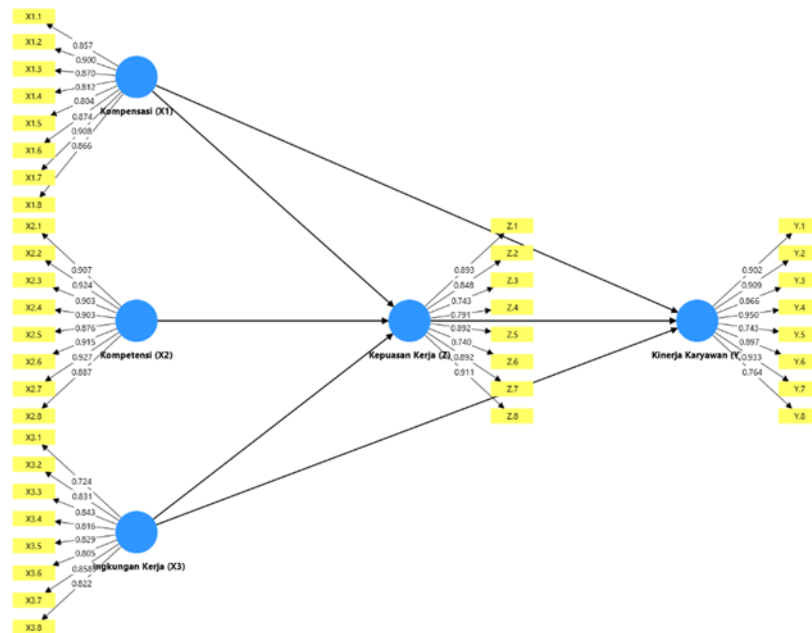 X1.1
X1.2
X1.3
X1.4
X1.5
X1.6
X1.7
X1.8
0.857
0.900
0.870
0.812
0.804
0.874
0.908
0.866
Kompensasi (X1)
X2.1
X2.2
X2.3
X2.4
X2.5
X2.6
X2.7
X2.8
0.907
0.924
0.903
0.903
0.876
0.915
0.927
0.887
Kompetensi (X2)
X3.1
X3.2
X3.3
X3.4
X3.5
X3.6
X3.7
X3.8
0.724
0.831
0.843
0.816
0.829
0.805
0.858
0.822
ingkungan Kerja (X3)
Z.1
Z.2
Z.3
Z.4
Z.5
Z.6
Z.7
Z.8
0.893
0.848
0.743
0.791
0.892
0.740
0.892
0.911
Kepuasan Kerja (Z)
Y.1
Y.2
Y.3
Y.4
Y.5
Y.6
Y.7
Y.8
0.902
0.909
0.866
0.950
0.743
0.897
0.933
0.764
Kinerja Karyawan (Y